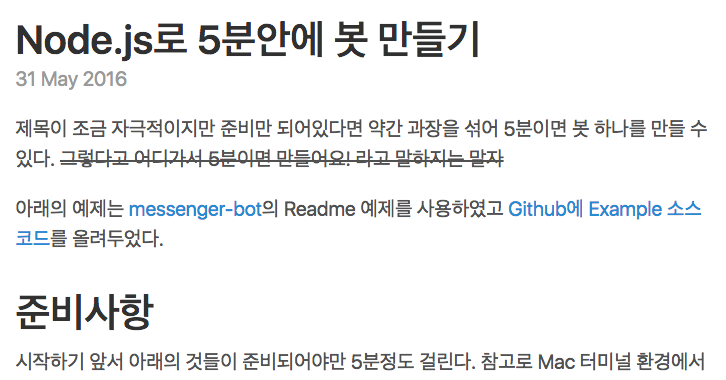 Node.js로 5분안에 봇 만들기
31 May 2016
제목이 조금 자극적이지만 준비만 되어있다면 약간 과장을 섞어 5분이면 봇 하나를 만들 수
있다. 그렇다고 어디가서 5분이면 만들어요! 라고 말하지는 말자
아래의 예제는 messenger-bot의 Readme 예제를 사용하였고 Github에 Example 소스
코드를 올려두었다.
준비사항
시작하기 앞서 아래의 것들이 준비되어야만 5분정도 걸린다. 참고로 Mac 터미널 환경에서